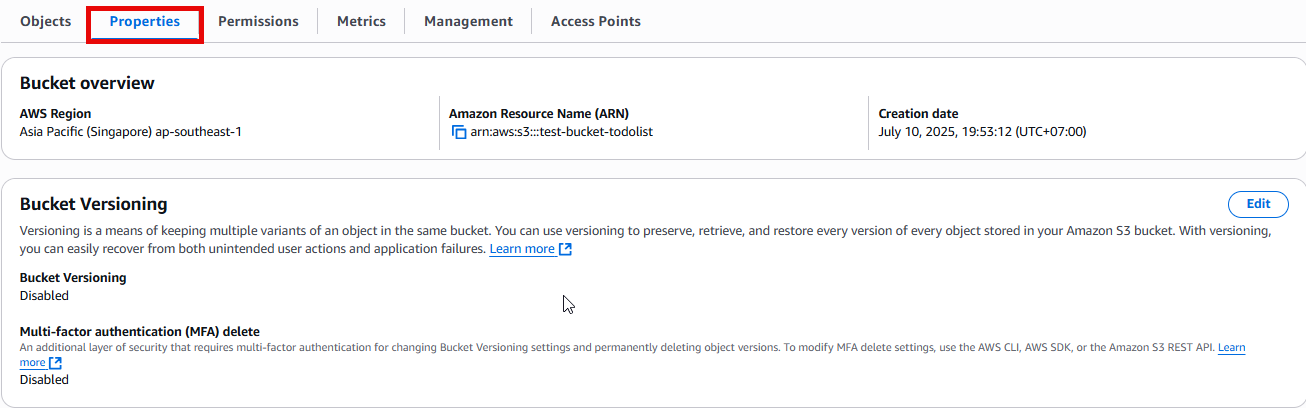 Objects Properties Permissions Metrics Management Access Points
Bucket overview
AWS Region
Asia Pacific (Singapore) ap-southeast-1
Amazon Resource Name (ARN)
arn:aws:s3:::test-bucket-todolist
Creation date
July 10, 2025, 19:53:12 (UTC+07:00)
Bucket Versioning
Edit
Versioning is a means of keeping multiple variants of an object in the same bucket. You can use versioning to preserve, retrieve, and restore every version of every object stored in your Amazon S3 bucket. With versioning,
you can easily recover from both unintended user actions and application failures. Learn more
Bucket Versioning
Disabled
Multi-factor authentication (MFA) delete
An additional layer of security that requires multi-factor authentication for changing Bucket Versioning settings and permanently deleting object versions. To modify MFA delete settings, use the AWS CLI, AWS SDK, or the Amazon S3 REST API. Learn
more
Disabled